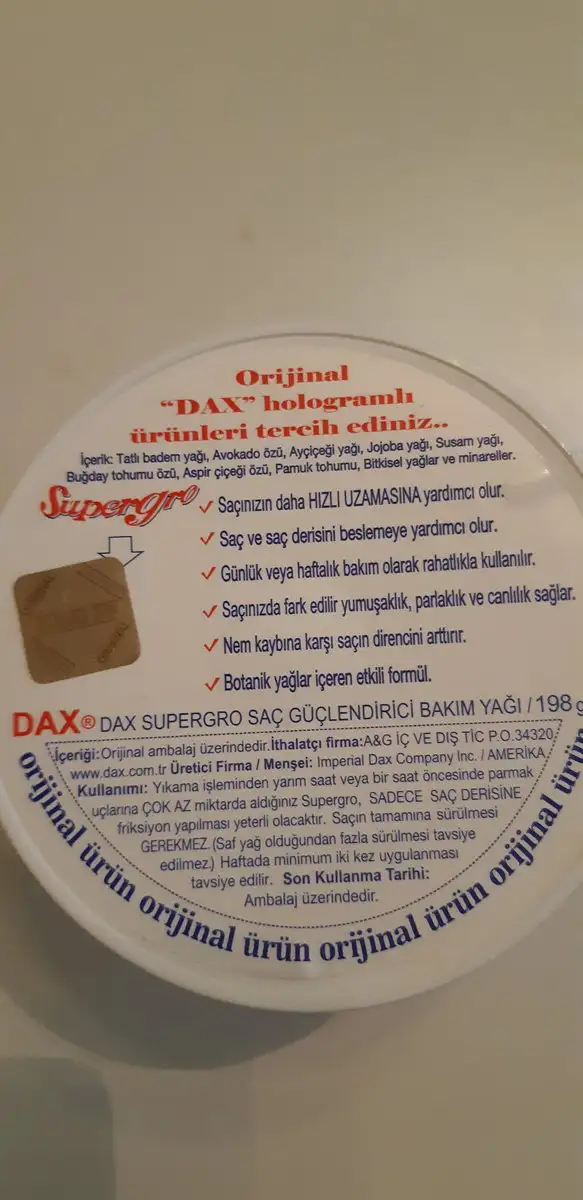 Orijinal
“DAX” hologramlı
ürünleri tercih ediniz..
İçerik: Tatlı badem yağı, Avokado özü, Ayçiçeği yağı, Jojoba yağı, Susam yağı,
Buğday tohumu özü, Aspir çiçeği özü, Pamuk tohumu, Bitkisel yağlar ve minareller.
Supergro
✓ Saçınızın daha HIZLI UZAMASINA yardımcı olur.
✓ Saç ve saç derisini beslemeye yardımcı olur.
✓ Günlük veya haftalık bakım olarak rahatlıkla kullanılır.
✓ Saçınızda fark edilir yumuşaklık, parlaklık ve canlılık sağlar.
✓ Nem kaybına karşı saçın direncini arttırır.
✓ Botanik yağlar içeren etkili formül.
DAX® DAX SUPERGRO SAÇ GÜÇLENDİRİCİ BAKIM YAĞI / 198 g
İçeriği: Orijinal ambalaj üzerindedir. İthalatçı firma: A&G İÇ VE DIŞ TİC P.O.34320
www.dax.com.tr Üretici Firma / Menşei: Imperial Dax Company Inc. / AMERİKA
Kullanımı: Yıkama işleminden yarım saat veya bir saat öncesinde parmak
uçlarına ÇOK AZ miktarda aldığınız Supergro, SADECE SAÇ DERİSİNE
friksiyon yapılması yeterli olacaktır. Saçın tamamına sürülmesi
GEREKMEZ.(Saf yağ olduğundan fazla sürülmesi tavsiye
edilmez.) Haftada minimum iki kez uygulanması
tavsiye edilir. Son Kullanma Tarihi:
Ambalaj üzerindedir.
orijinal ürün orijinal ürün orijinal ürün orijinal ürün